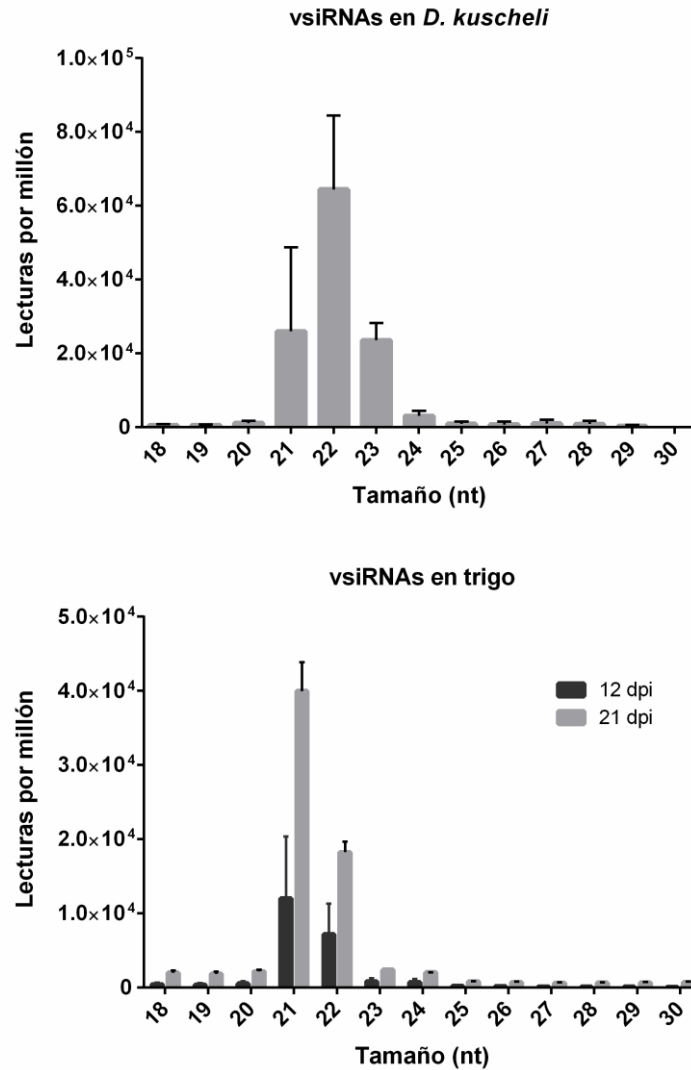 vsiRNAs en D. kuscheli
Lecturas por millón
1.0×10⁵
8.0×10⁴
6.0×10⁴
4.0×10⁴
2.0×10⁴
0
18 19 20 21 22 23 24 25 26 27 28 29 30
Tamaño (nt)
vsiRNAs en trigo
Lecturas por millón
5.0×10⁴
4.0×10⁴
3.0×10⁴
2.0×10⁴
1.0×10⁴
0
12 dpi
21 dpi
18 19 20 21 22 23 24 25 26 27 28 29 30
Tamaño (nt)